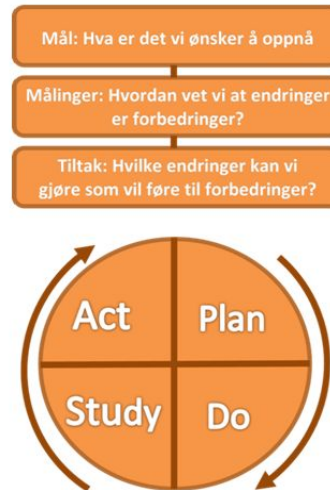 Mål: Hva er det vi ønsker å oppnå
Målinger: Hvordan vet vi at endringer
er forbedringer?
Tiltak: Hvilke endringer kan vi
gjøre som vil føre til forbedringer?
Act
Plan
Study
Do